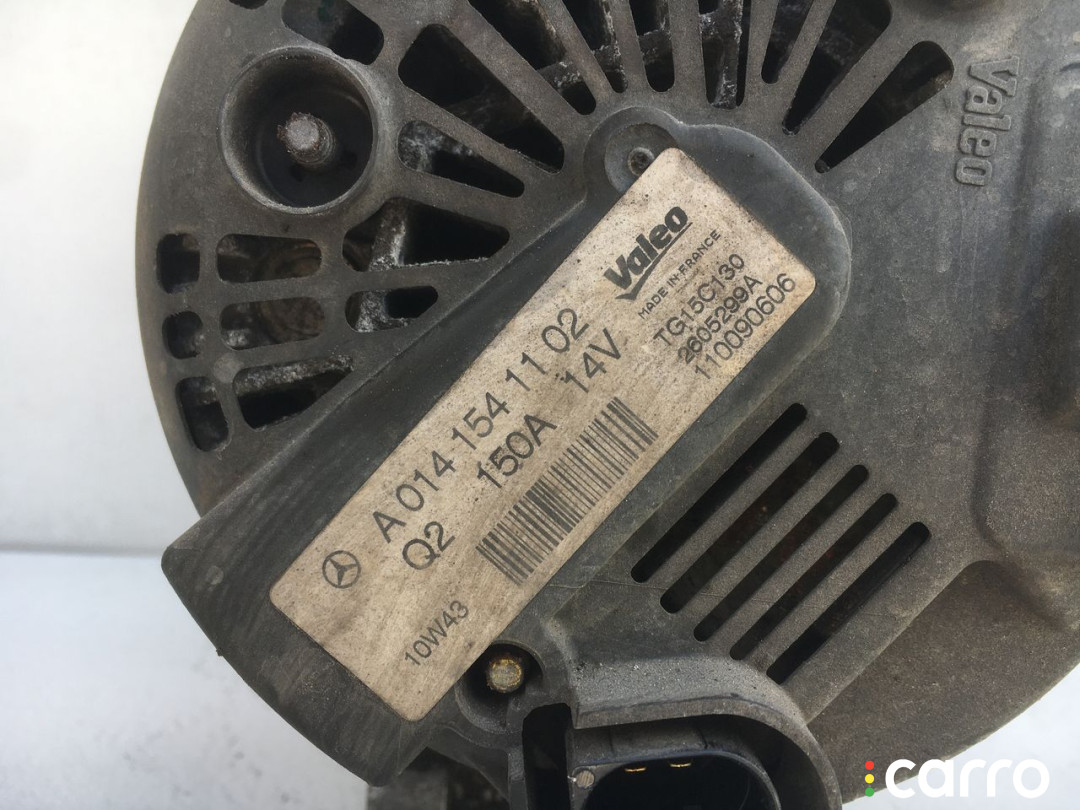 Valeo
Valeo
MADE IN FRANCE
TG15C130
2605299A
110090606
A 014 154 11 02
Q2 150A 14V
10W43
carro